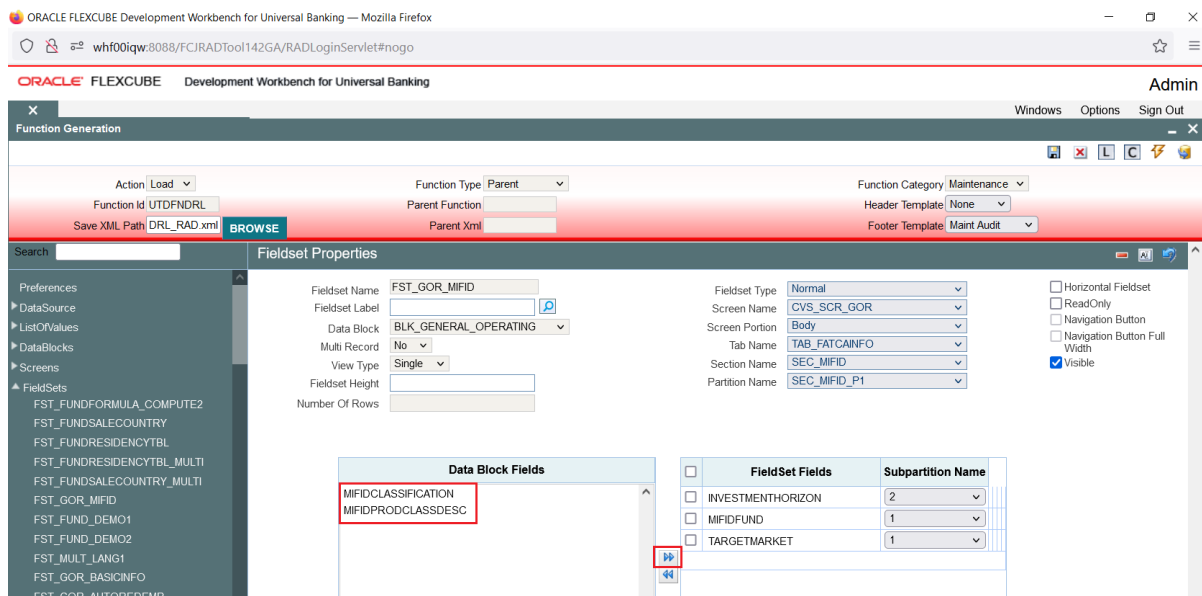 ORACLE FLEXCUBE Development Workbench for Universal Banking — Mozilla Firefox
whf00iqw:8088/FCJRADTool142GA/RADLoginServlet#nogo
ORACLE FLEXCUBE Development Workbench for Universal Banking
Admin
Windows Options Sign Out
Function Generation
L C
Action Load Function Type Parent Function Category Maintenance
Function Id UTDFNDRL Parent Function Header Template None
Save XML Path DRL_RAD.xml BROWSE Parent Xml Footer Template Maint Audit
Search Fieldset Properties
Preferences
DataSource
ListOfValues
DataBlocks
Screens
FieldSets
FST_FUNDFORMULA_COMPUTE2
FST_FUNDSALECOUNTRY
FST_FUNDRESIDENCYTBL
FST_FUNDRESIDENCYTBL_MULTI
FST_FUNDSALECOUNTRY_MULTI
FST_GOR_MIFID
FST_FUND_DEMO1
FST_FUND_DEMO2
FST_MULT_LANG1
FST_GOR_BASICINFO
FST_GOR_AUTOREDEMP
Fieldset Name FST_GOR_MIFID
Fieldset Label
Data Block BLK_GENERAL_OPERATING
Multi Record No
View Type Single
Fieldset Height
Number Of Rows
Fieldset Type Normal
Screen Name CVS_SCR_GOR
Screen Portion Body
Tab Name TAB_FATCAINFO
Section Name SEC_MIFID
Partition Name SEC_MIFID_P1
Horizontal Fieldset
ReadOnly
Navigation Button
Navigation Button Full
Width
Visible
Data Block Fields
MIFIDCLASSIFICATION
MIFIDPRODCLASSDESC
FieldSet Fields Subpartition Name
INVESTMENTHORIZON 2
MIFIDFUND 1
TARGETMARKET 1